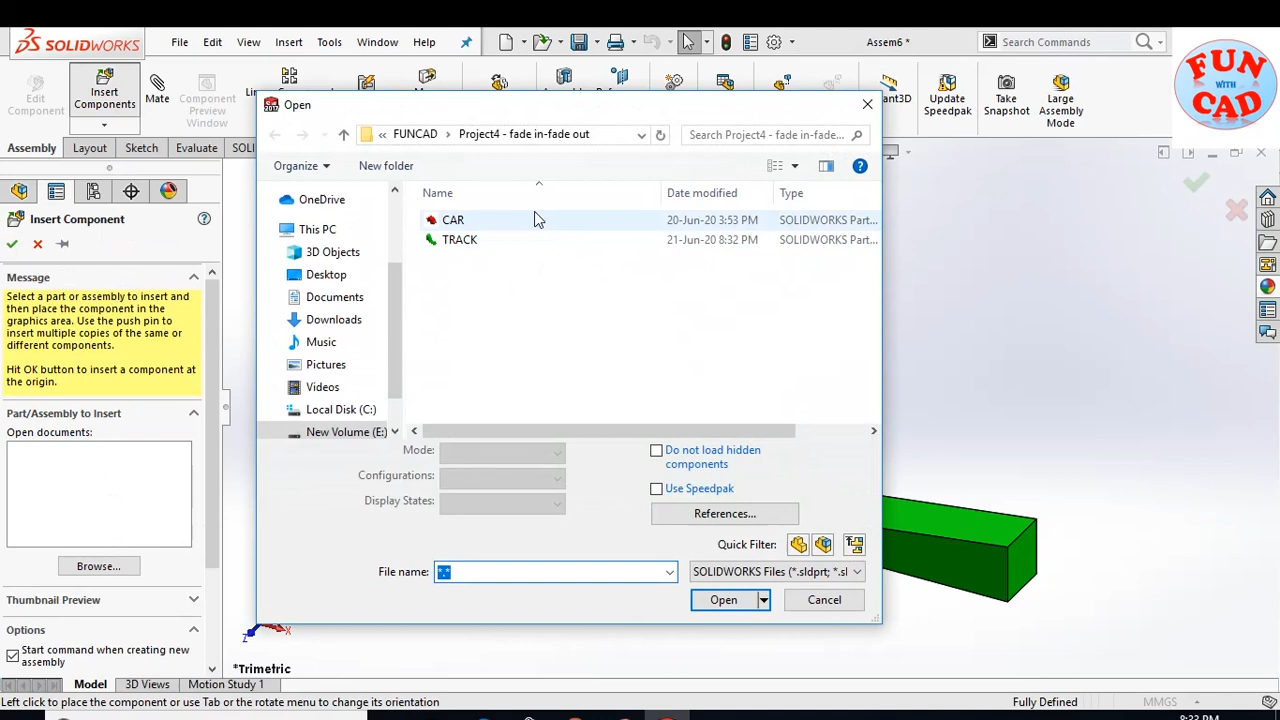 SOLIDWORKS File Edit View Insert Tools Window Help Assem6 * Search Commands
Edit Component
Insert Components
Mate
Component Preview Window
Update Speedpak
Take Snapshot
Large Assembly Mode
FUN WITH CAD
Assembly Layout Sketch Evaluate
Insert Component
Message
Select a part or assembly to insert and
then place the component in the
graphics area. Use the push pin to
insert multiple copies of the same or
different components.
Hit OK button to insert a component at
the origin.
Part/Assembly to Insert
Open documents:
Browse...
Thumbnail Preview
Options
Start command when creating new
assembly
Open
« FUNCAD › Project4 - fade in-fade out
Search Project4 - fade in-fade...
Organize New folder
Name Date modified Type
CAR 20-Jun-20 3:53 PM SOLIDWORKS Part...
TRACK 21-Jun-20 8:32 PM SOLIDWORKS Part...
OneDrive
This PC
3D Objects
Desktop
Documents
Downloads
Music
Pictures
Videos
Local Disk (C:)
New Volume (E:)
Mode:
Configurations:
Display States:
Do not load hidden
components
Use Speedpak
References...
Quick Filter:
File name: *.* SOLIDWORKS Files (*.sldprt; *.sl
Open Cancel
Z X
*Trimetric
Model 3D Views Motion Study 1
Left click to place the component or use Tab or the rotate menu to change its orientation Fully Defined MMGS